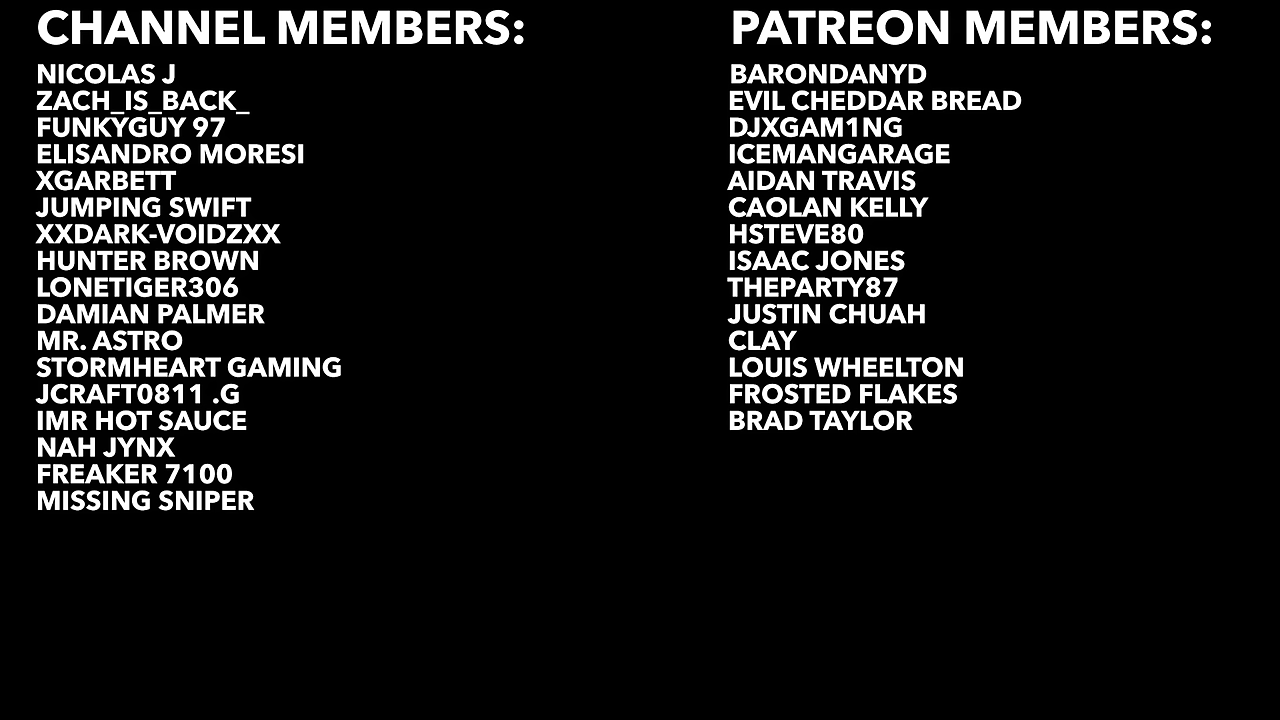 CHANNEL MEMBERS:
NICOLAS J
ZACH_IS_BACK_
FUNKYGUY 97
ELISANDRO MORESI
XGARBETT
JUMPING SWIFT
XXDARK-VOIDZXX
HUNTER BROWN
LONETIGER306
DAMIAN PALMER
MR. ASTRO
STORMHEART GAMING
JCRAFT0811 .G
IMR HOT SAUCE
NAH JYNX
FREAKER 7100
MISSING SNIPER
PATREON MEMBERS:
BARONDANYD
EVIL CHEDDAR BREAD
DJXGAM1NG
ICEMANGARAGE
AIDAN TRAVIS
CAOLAN KELLY
HSTEVE80
ISAAC JONES
THEPARTY87
JUSTIN CHUAH
CLAY
LOUIS WHEELTON
FROSTED FLAKES
BRAD TAYLOR